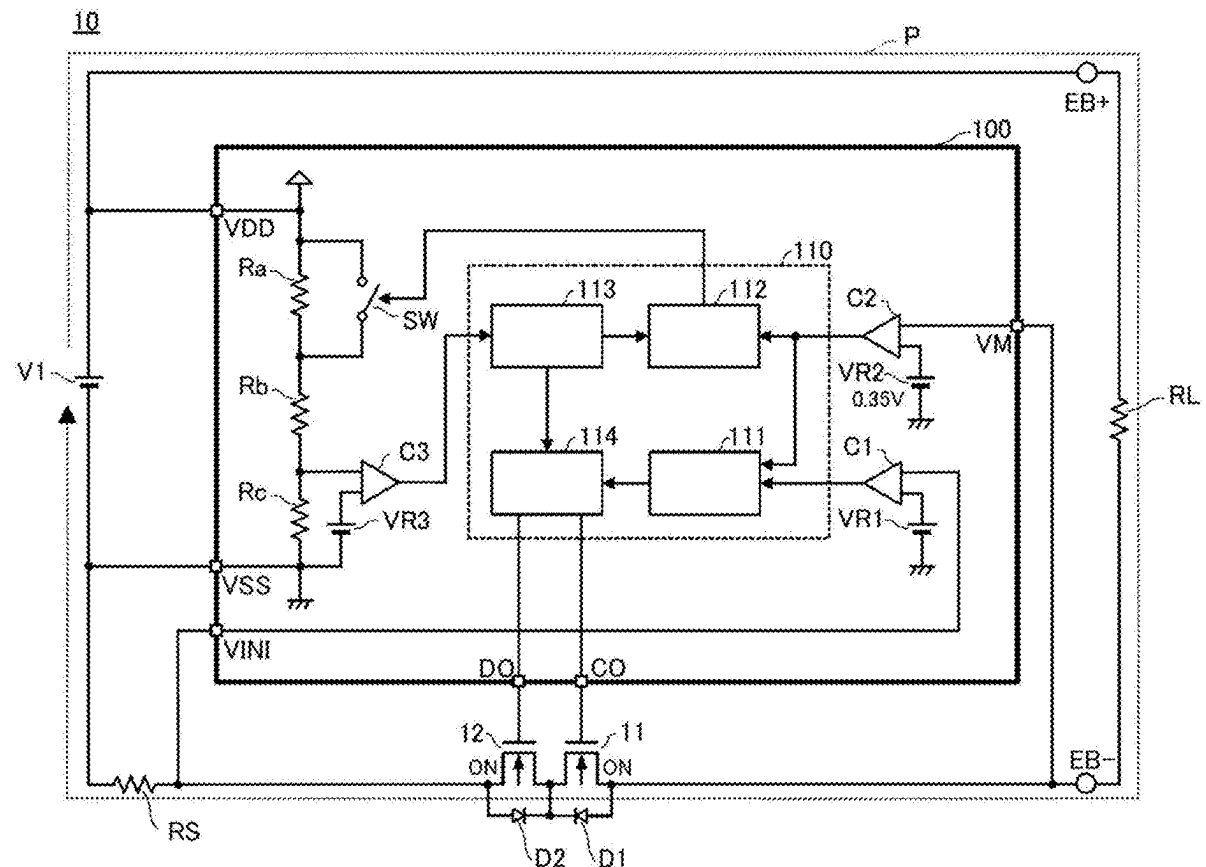 10
P
EB+
100
VDD
110
Ra
113
112
C2
SW
VM
V1
Rb
VR2
0.35V
RL
114
111
C3
C1
Rc
VR3
VR1
VSS
VINI
DO
CO
12
11
ON
ON
EB-
RS
D2
D1